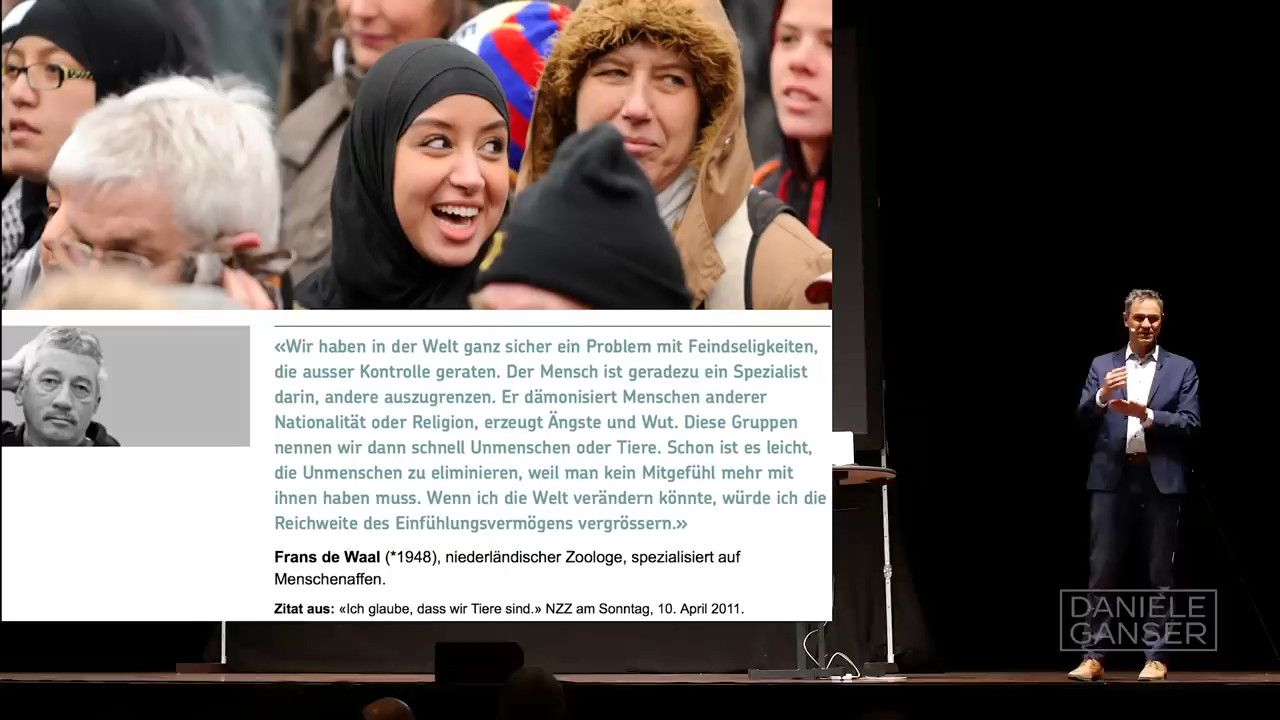 «Wir haben in der Welt ganz sicher ein Problem mit Feindseligkeiten,
die ausser Kontrolle geraten. Der Mensch ist geradezu ein Spezialist
darin, andere auszugrenzen. Er dämonisiert Menschen anderer
Nationalität oder Religion, erzeugt Ängste und Wut. Diese Gruppen
nennen wir dann schnell Unmenschen oder Tiere. Schon ist es leicht,
die Unmenschen zu eliminieren, weil man kein Mitgefühl mehr mit
ihnen haben muss. Wenn ich die Welt verändern könnte, würde ich die
Reichweite des Einfühlungsvermögens vergrössern.»
Frans de Waal (*1948), niederländischer Zoologe, spezialisiert auf
Menschenaffen.
Zitat aus: «Ich glaube, dass wir Tiere sind.» NZZ am Sonntag, 10. April 2011.
DANIELE
GANSER